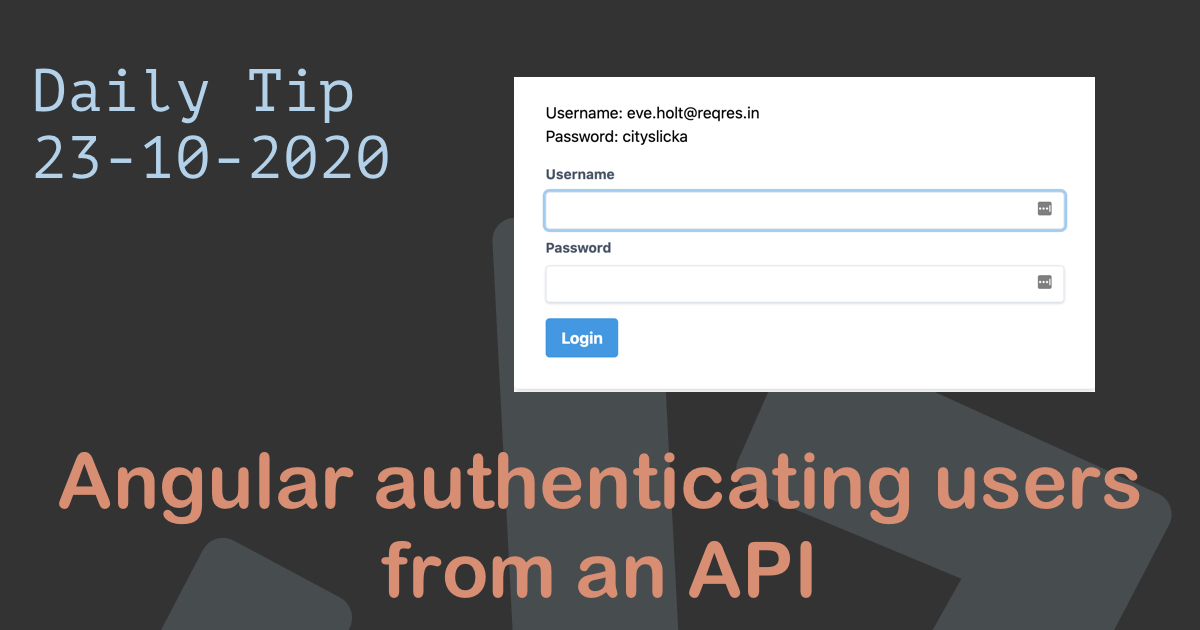 Daily Tip
23-10-2020
Username: eve.holt@reqres.in
Password: cityslicka
Username
Password
Login
Angular authenticating users
from an API